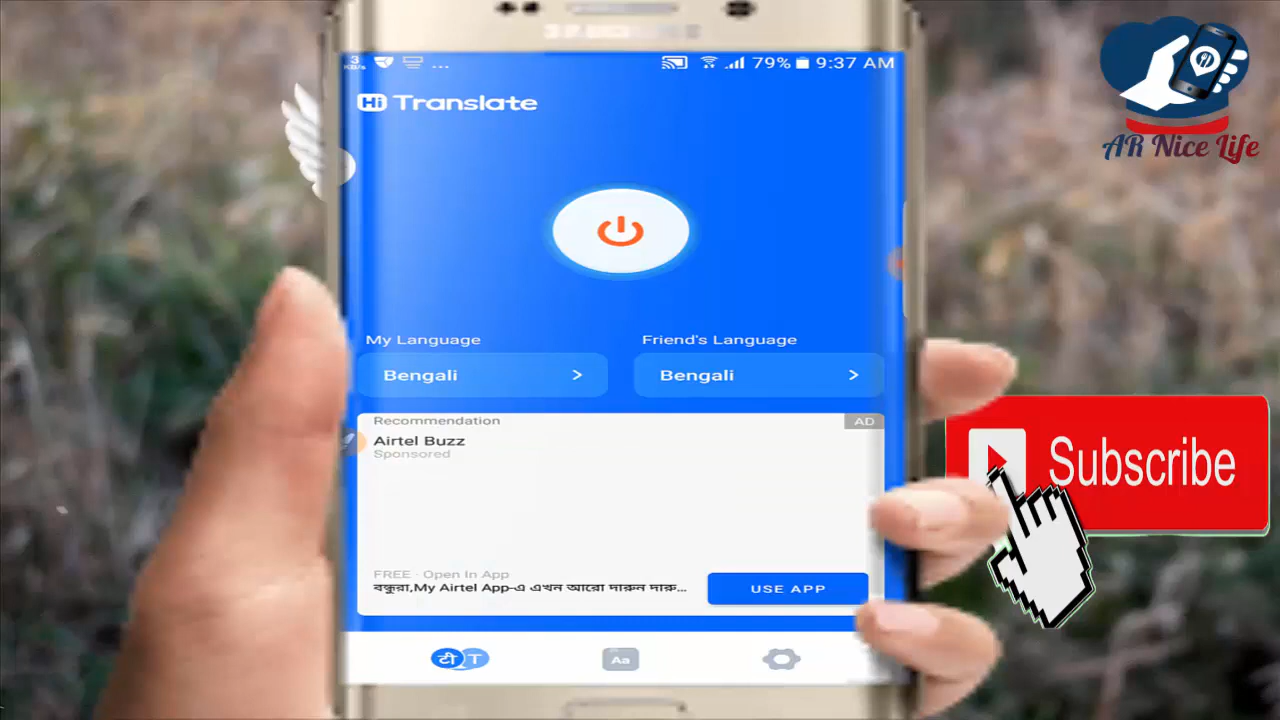 3
KB/s
...
79%
9:37 AM
Hi Translate
AR Nice Life
My Language
Friend's Language
Bengali >
Bengali >
Recommendation
AD
Airtel Buzz
Sponsored
Subscribe
FREE · Open In App
বন্ধুরা,My Airtel App-এ এখন আরো দারুন দারু...
USE APP
टी T
Aa